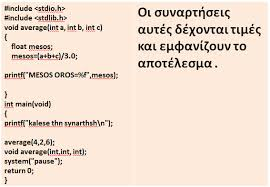 #include <stdio.h>
#include <stdlib.h>
void average(int a, int b, int c)
{
float mesos;
mesos=(a+b+c)/3.0;
printf("MESOS OROS=%f",mesos);
}
int main(void)
{
printf("kalese thn synarthsh\n");
average(4,2,6);
void average(int,int, int);
system("pause");
return 0;
}
Οι συναρτήσεις
αυτές δέχονται τιμές
και εμφανίζουν το
αποτέλεσμα .